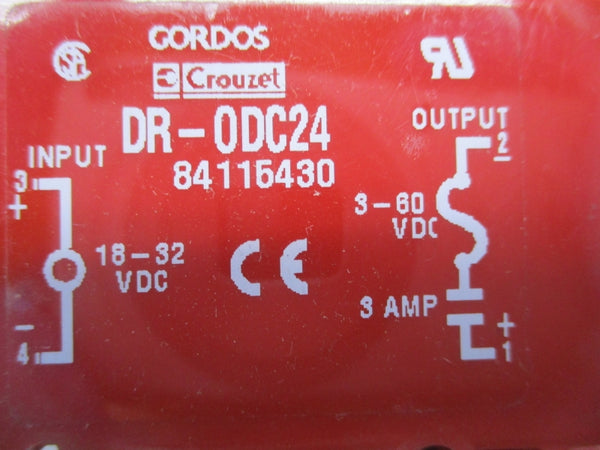 GORDOS
Crouzet
DR-ODC24
84115430
INPUT
3
+
18-32
VDC
-
4
OUTPUT
2
-
3-60
VDC
3 AMP
+
1
CE